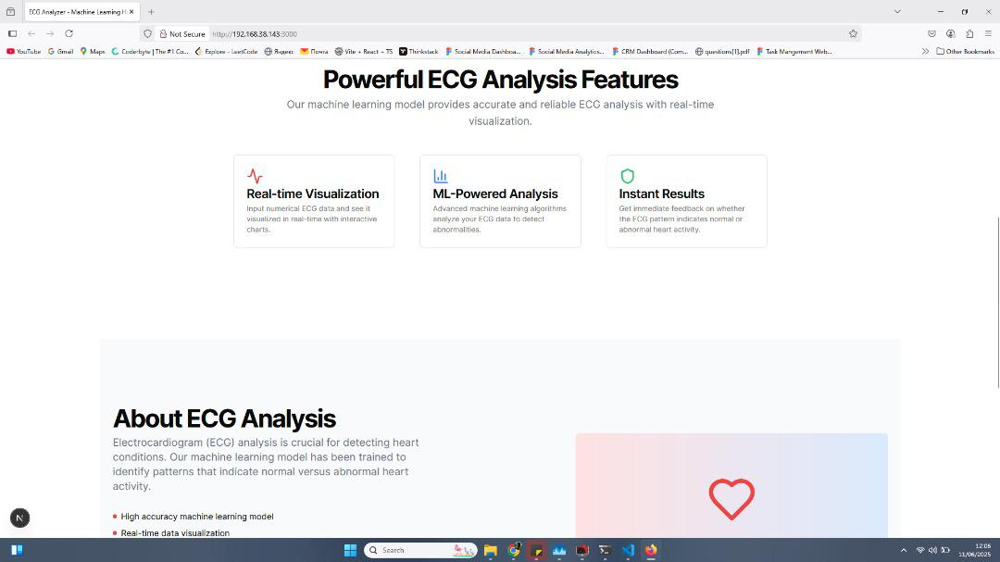 ECG Analyzer - Machine Learning H
Not Secure
http://192.168.38.143:3000
YouTube
Gmail
Maps
Coderbyte | The #1 Co...
Explore - LeetCode
Яндекс
Почта
Vite + React + TS
Thinkstack
Social Media Dashboa...
Social Media Analytics...
CRM Dashboard (Com...
questions[1].pdf
Task Mangement Web...
Other Bookmarks
Powerful ECG Analysis Features
Our machine learning model provides accurate and reliable ECG analysis with real-time
visualization.
Real-time Visualization
Input numerical ECG data and see it
visualized in real-time with interactive
charts.
ML-Powered Analysis
Advanced machine learning algorithms
analyze your ECG data to detect
abnormalities.
Instant Results
Get immediate feedback on whether
the ECG pattern indicates normal or
abnormal heart activity.
About ECG Analysis
Electrocardiogram (ECG) analysis is crucial for detecting heart
conditions. Our machine learning model has been trained to
identify patterns that indicate normal versus abnormal heart
activity.
High accuracy machine learning model
Real-time data visualization
N
Search
12:06
11/06/2025